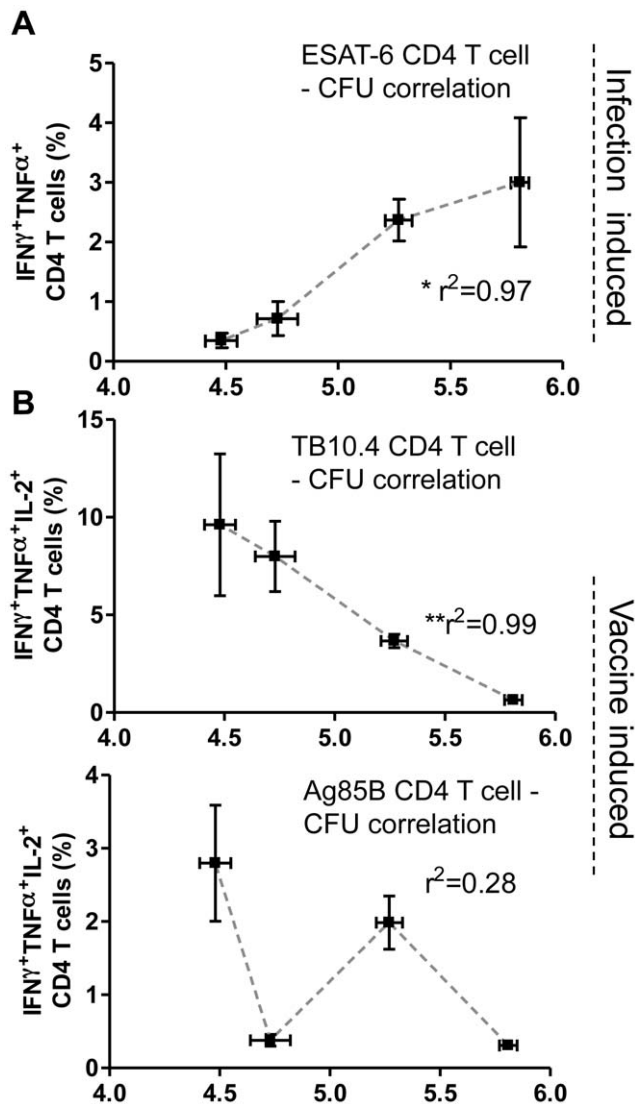 A
ESAT-6 CD4 T cell
- CFU correlation
IFNγ⁺TNFα⁺
CD4 T cells (%)
5
4
3
2
1
0
* r²=0.97
4.0 4.5 5.0 5.5 6.0
Infection induced
B
TB10.4 CD4 T cell
- CFU correlation
IFNγ⁺TNFα⁺IL-2⁺
CD4 T cells (%)
15
10
5
0
**r²=0.99
4.0 4.5 5.0 5.5 6.0
Vaccine induced
Ag85B CD4 T cell -
CFU correlation
IFNγ⁺TNFα⁺IL-2⁺
CD4 T cells (%)
4
3
2
1
0
r²=0.28
4.0 4.5 5.0 5.5 6.0